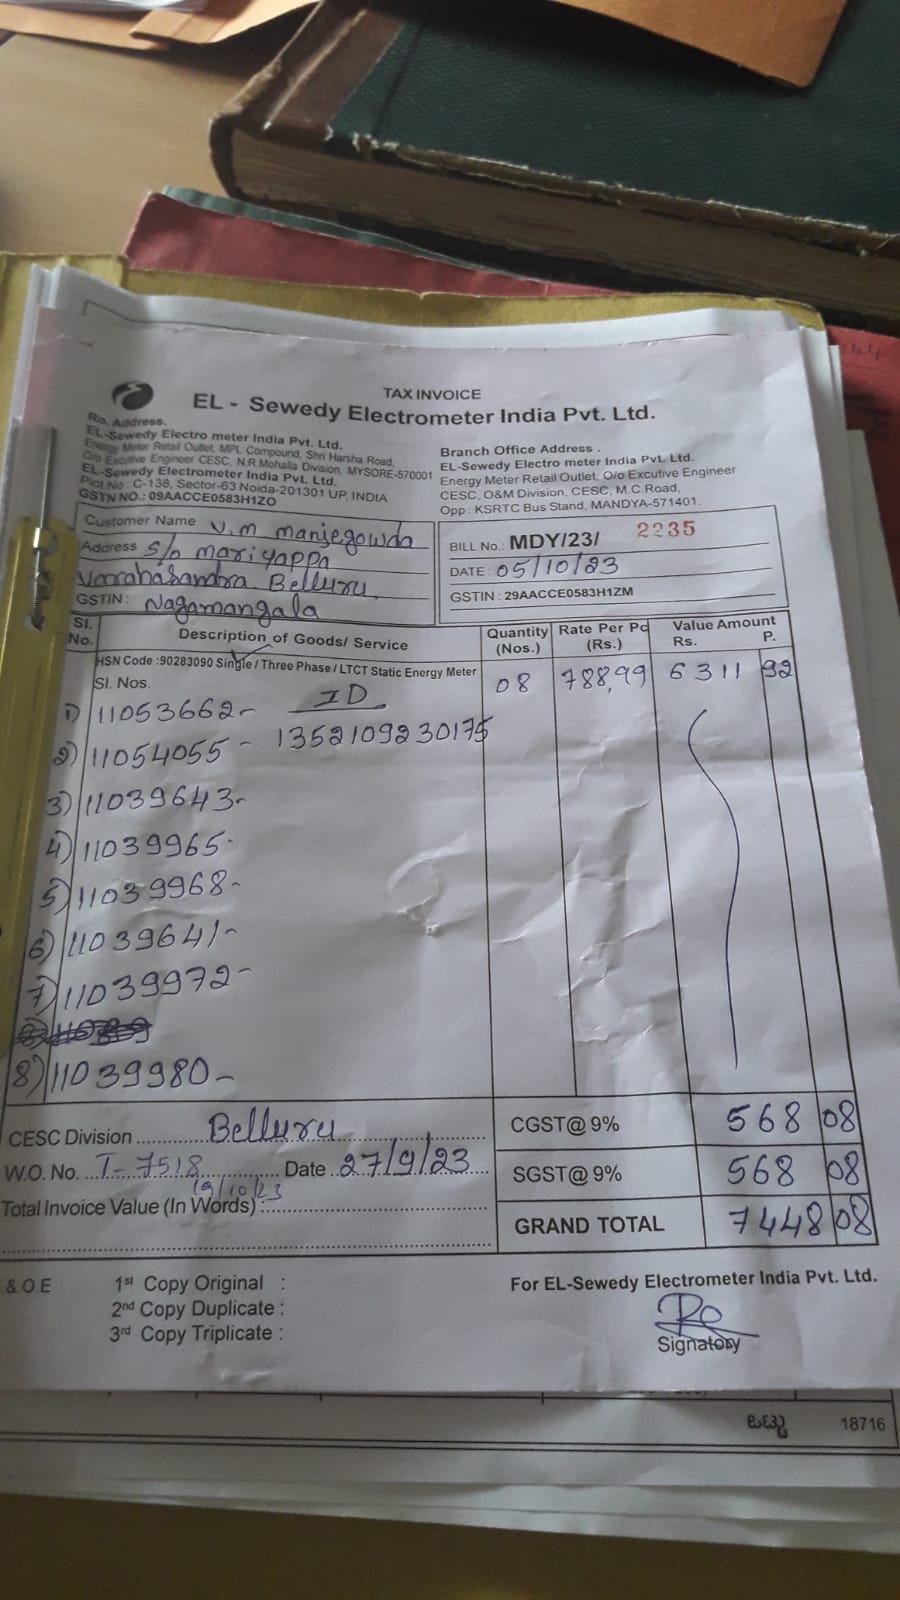 TAX INVOICE
EL - Sewedy Electrometer India Pvt. Ltd.
Ro. Address.
EL-Sewedy Electro meter India Pvt. Ltd.
Energy Meter Retail Outlet, MPL Compound, Shri Harsha Road,
O/o Excutive Engineer CESC, N.R.Mohalla Division, MYSORE-570001
EL-Sewedy Electrometer India Pvt. Ltd.
Plot No : C-138, Sector-63 Noida-201301 UP, INDIA
GSTN NO.: 09AACCE0583H1ZO
Branch Office Address .
EL-Sewedy Electro meter India Pvt. Ltd.
Energy Meter Retail Outlet, O/o Excutive Engineer
CESC, O&M Division, CESC, M.C.Road,
Opp : KSRTC Bus Stand, MANDYA-571401.
Customer Name V.M Manjegowda
Address S/o Mariyappa
Varahasandra Belluru
GSTIN: Nagamangala
BILL No.: MDY/23/ 2235
DATE : 05/10/23
GSTIN : 29AACCE0583H1ZM
Sl. No. Description of Goods/ Service Quantity (Nos.) Rate Per Pc (Rs.) Value Amount Rs. P.
HSN Code :90283090 Single / Three Phase / LTCT Static Energy Meter 08 788,99 6311 92
Sl. Nos. ID
1) 11053662-
2) 11054055 - 1352109230175
3) 11039643-
4) 11039965-
5) 11039968-
6) 11039641-
7) 11039972-
8) 11039980-
CESC Division Belluru CGST@ 9% 568 08
W.O. No. T-7518 Date 27/9/23 SGST@ 9% 568 08
19/10/23
Total Invoice Value (In Words) : GRAND TOTAL 7448 08
& O.E 1st Copy Original :
2nd Copy Duplicate :
3rd Copy Triplicate :
For EL-Sewedy Electrometer India Pvt. Ltd.
Signatory
ಒಟ್ಟು 18716